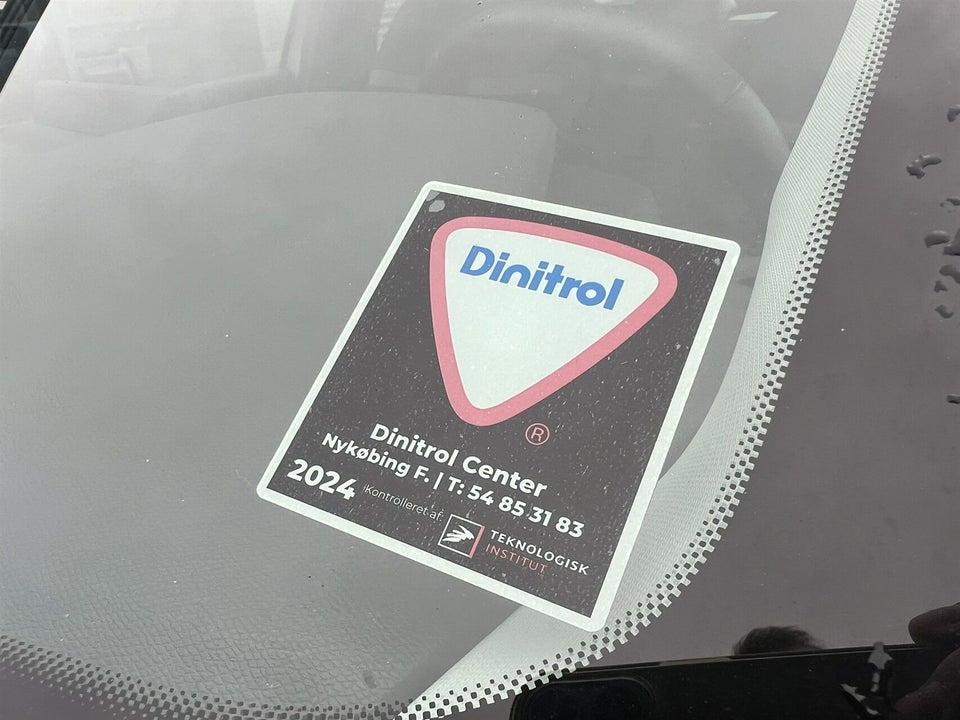 Dinitrol
®
Dinitrol Center
Nykøbing F. | T: 54 85 31 83
2024 Kontrolleret af:
TEKNOLOGISK
INSTITUT